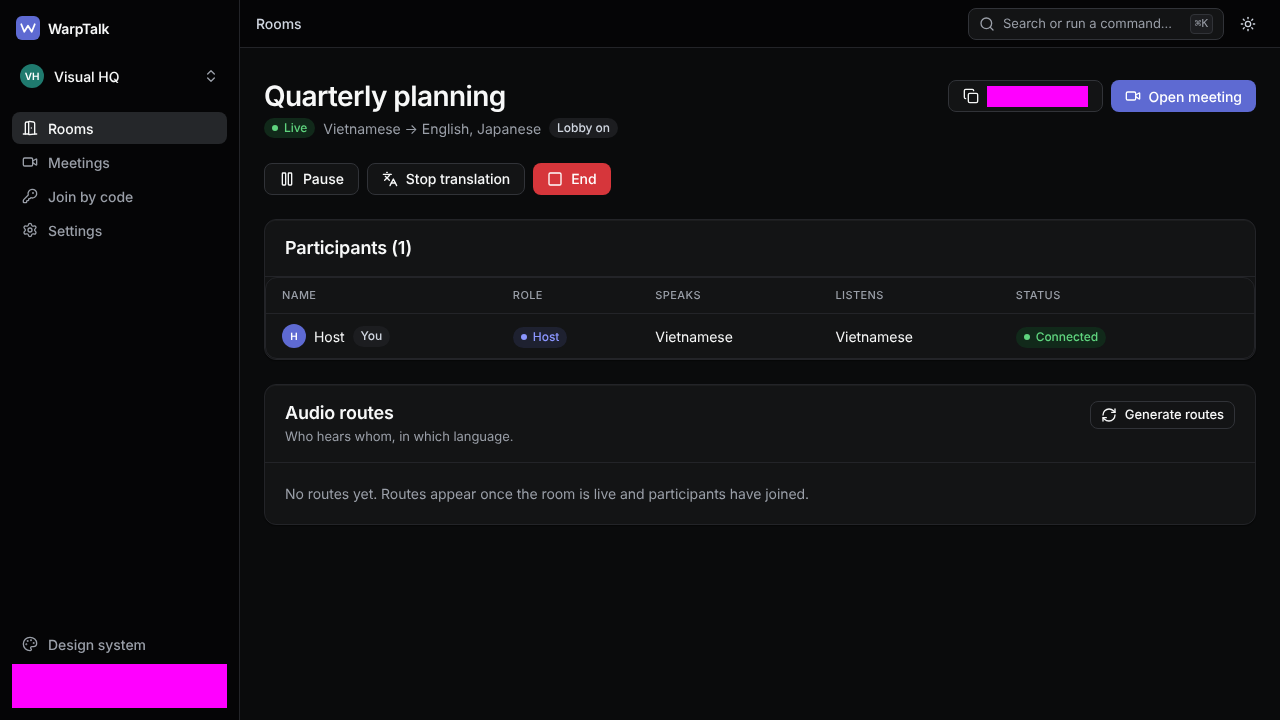 WarpTalk
Rooms
Search or run a command...
⌘K
VH Visual HQ
Rooms
Meetings
Join by code
Settings
Design system
Quarterly planning
Open meeting
Live Vietnamese → English, Japanese Lobby on
Pause Stop translation End
Participants (1)
NAME ROLE SPEAKS LISTENS STATUS
H Host You Host Vietnamese Vietnamese Connected
Audio routes
Generate routes
Who hears whom, in which language.
No routes yet. Routes appear once the room is live and participants have joined.